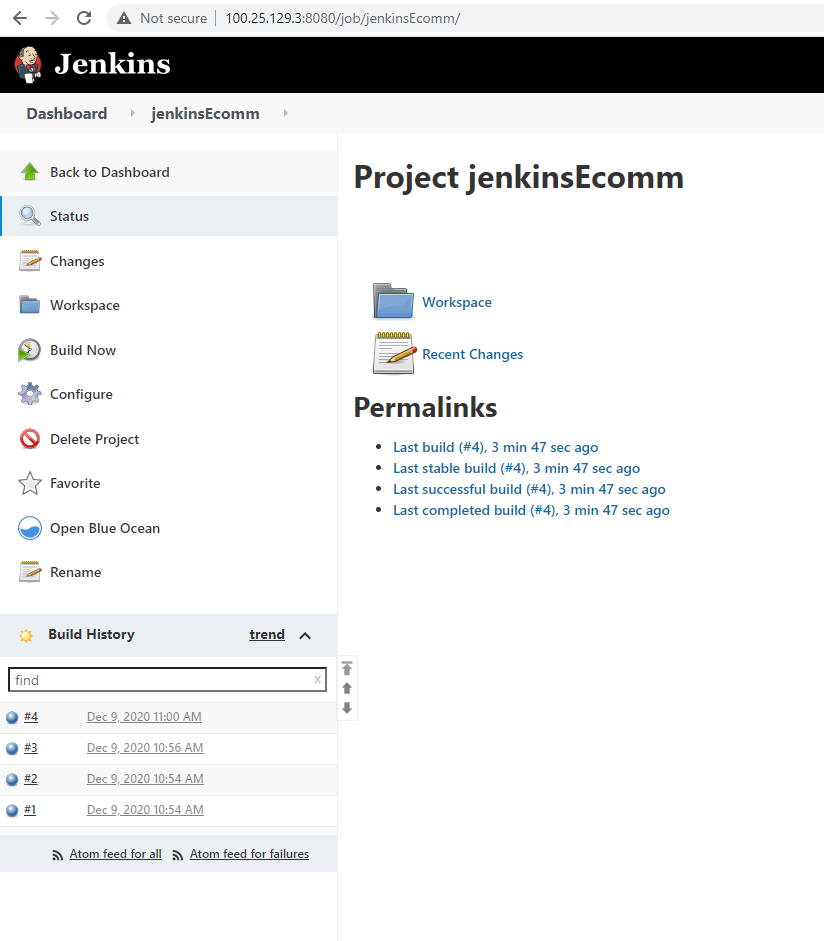 Not secure | 100.25.129.3:8080/job/jenkinsEcomm/
Jenkins
Dashboard jenkinsEcomm
Back to Dashboard
Status
Changes
Workspace
Build Now
Configure
Delete Project
Favorite
Open Blue Ocean
Rename
Build History trend
find x
#4 Dec 9, 2020 11:00 AM
#3 Dec 9, 2020 10:56 AM
#2 Dec 9, 2020 10:54 AM
#1 Dec 9, 2020 10:54 AM
Atom feed for all Atom feed for failures
Project jenkinsEcomm
Workspace
Recent Changes
Permalinks
Last build (#4), 3 min 47 sec ago
Last stable build (#4), 3 min 47 sec ago
Last successful build (#4), 3 min 47 sec ago
Last completed build (#4), 3 min 47 sec ago